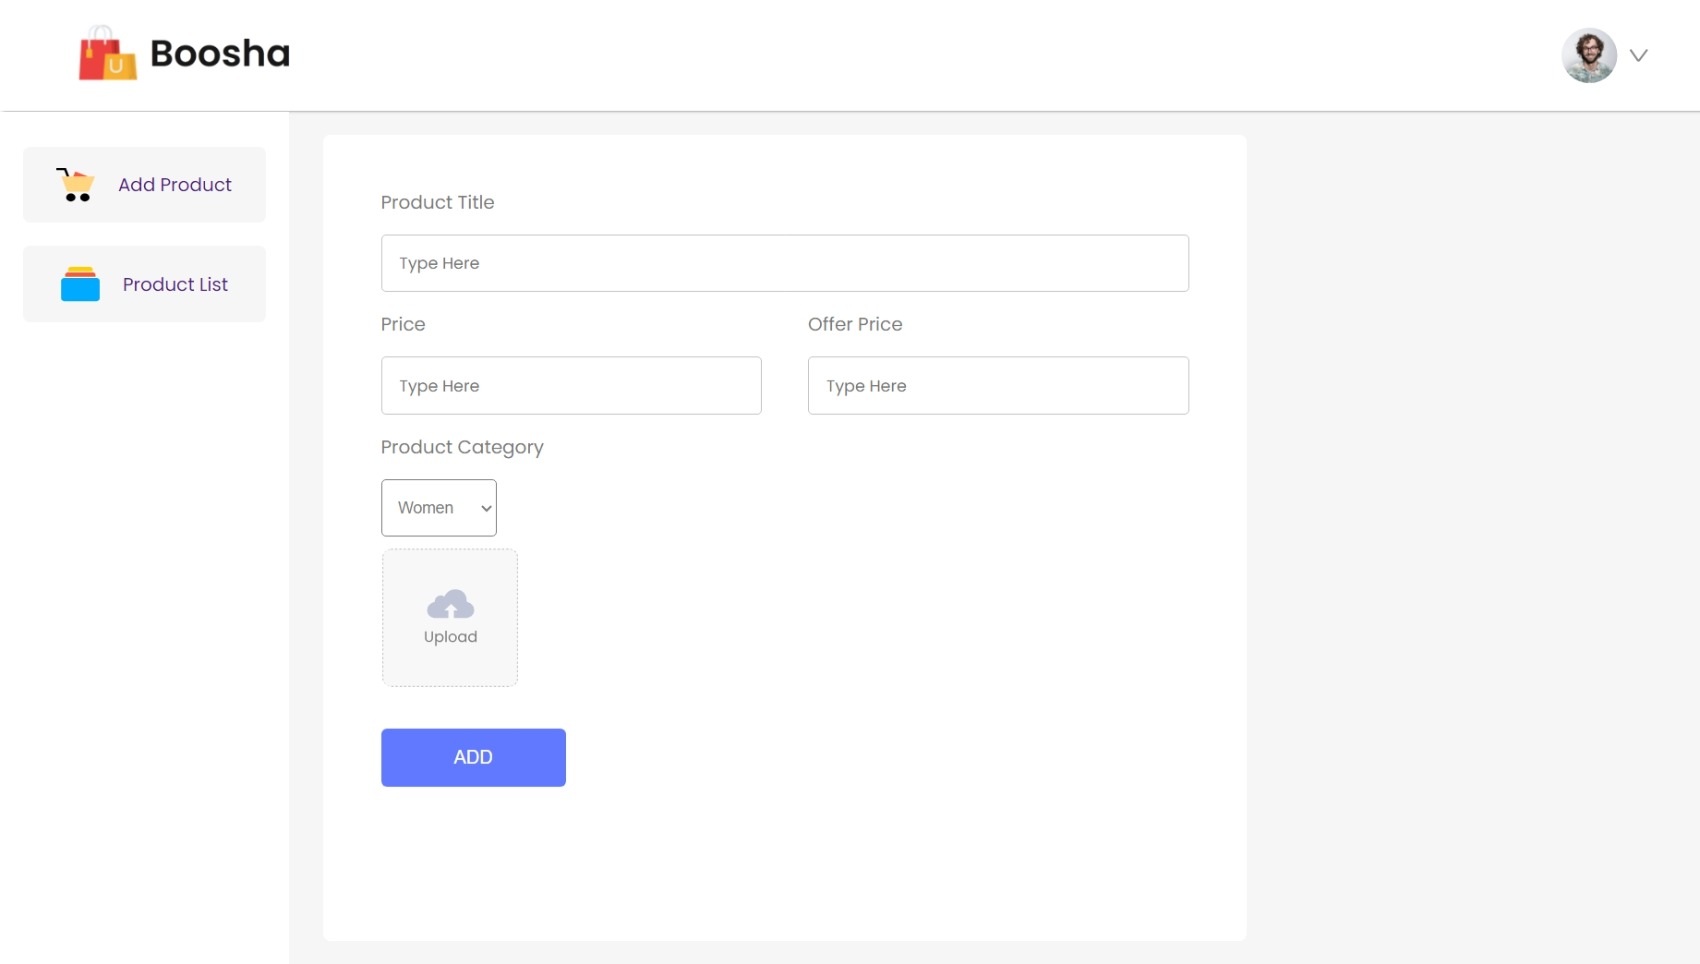 Boosha
Add Product
Product List
Product Title
Type Here
Price Offer Price
Type Here Type Here
Product Category
Women
Upload
ADD